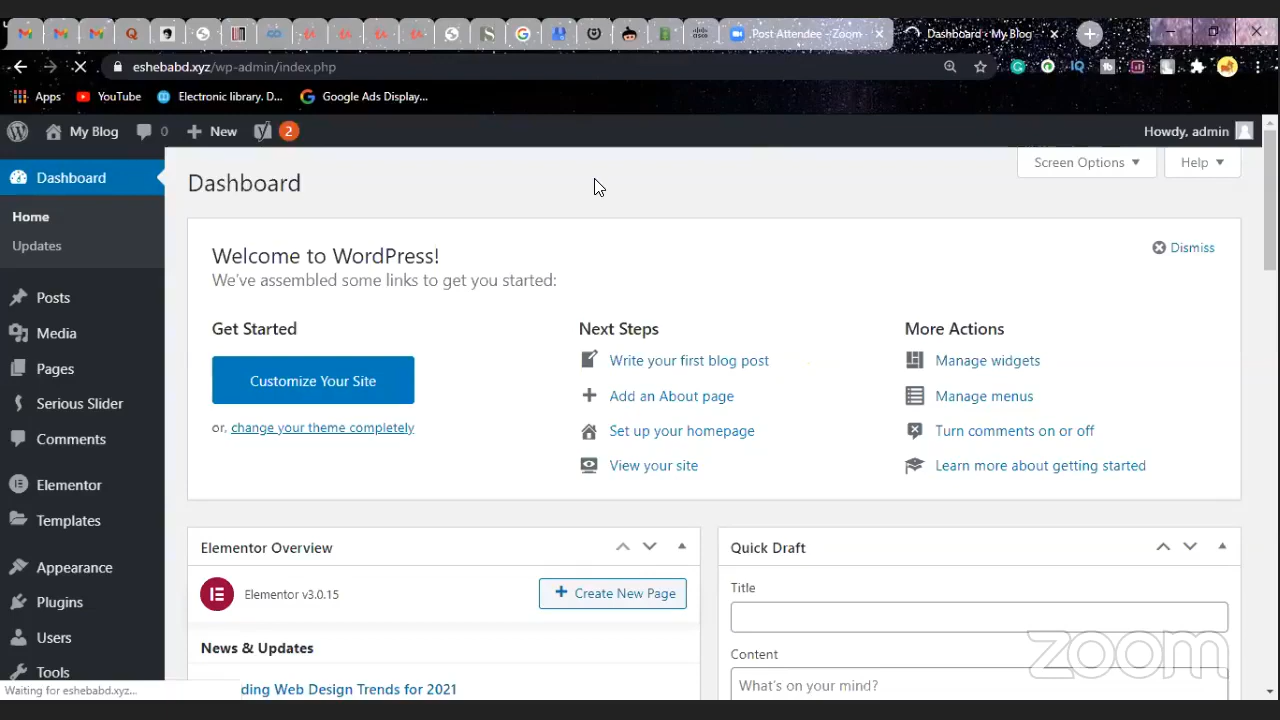 Post Attendee - Zoom
Dashboard ‹ My Blog
eshebabd.xyz/wp-admin/index.php
Apps
YouTube
Electronic library. D...
Google Ads Display...
My Blog
0
New
2
Howdy, admin
Dashboard
Home
Updates
Posts
Media
Pages
Serious Slider
Comments
Elementor
Templates
Appearance
Plugins
Users
Tools
Waiting for eshebabd.xyz...
Dashboard
Screen Options
Help
Welcome to WordPress!
We've assembled some links to get you started:
Dismiss
Get Started
Customize Your Site
or, change your theme completely
Next Steps
Write your first blog post
Add an About page
Set up your homepage
View your site
More Actions
Manage widgets
Manage menus
Turn comments on or off
Learn more about getting started
Elementor Overview
Elementor v3.0.15
Create New Page
News & Updates
ding Web Design Trends for 2021
Quick Draft
Title
Content
What's on your mind?
zoom